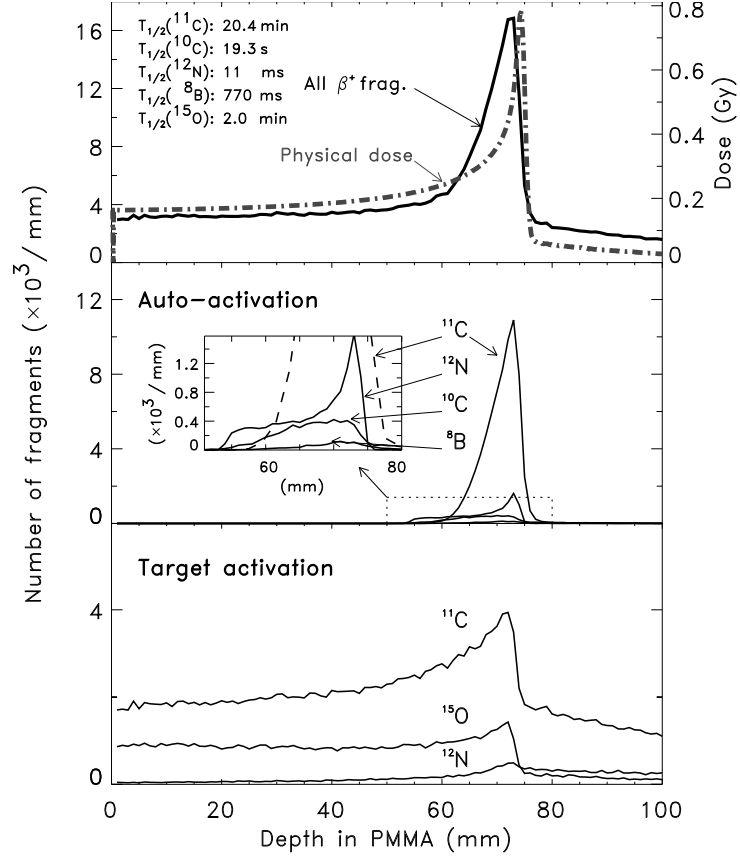 T₁/₂(¹¹C): 20.4 min
T₁/₂(¹⁰C): 19.3 s
T₁/₂(¹²N): 11 ms
T₁/₂( ⁸B): 770 ms
T₁/₂(¹⁵O): 2.0 min
All β⁺ frag.
Physical dose
16
12
8
4
0
0.8
0.6
0.4
0.2
0
Dose (Gy)
Number of fragments (×10³/mm)
Auto-activation
12
8
4
0
¹¹C
¹²N
¹⁰C
⁸B
(×10³/mm)
1.2
0.8
0.4
0
60
80
(mm)
Target activation
4
0
¹¹C
¹⁵O
¹²N
0
20
40
60
80
100
Depth in PMMA (mm)